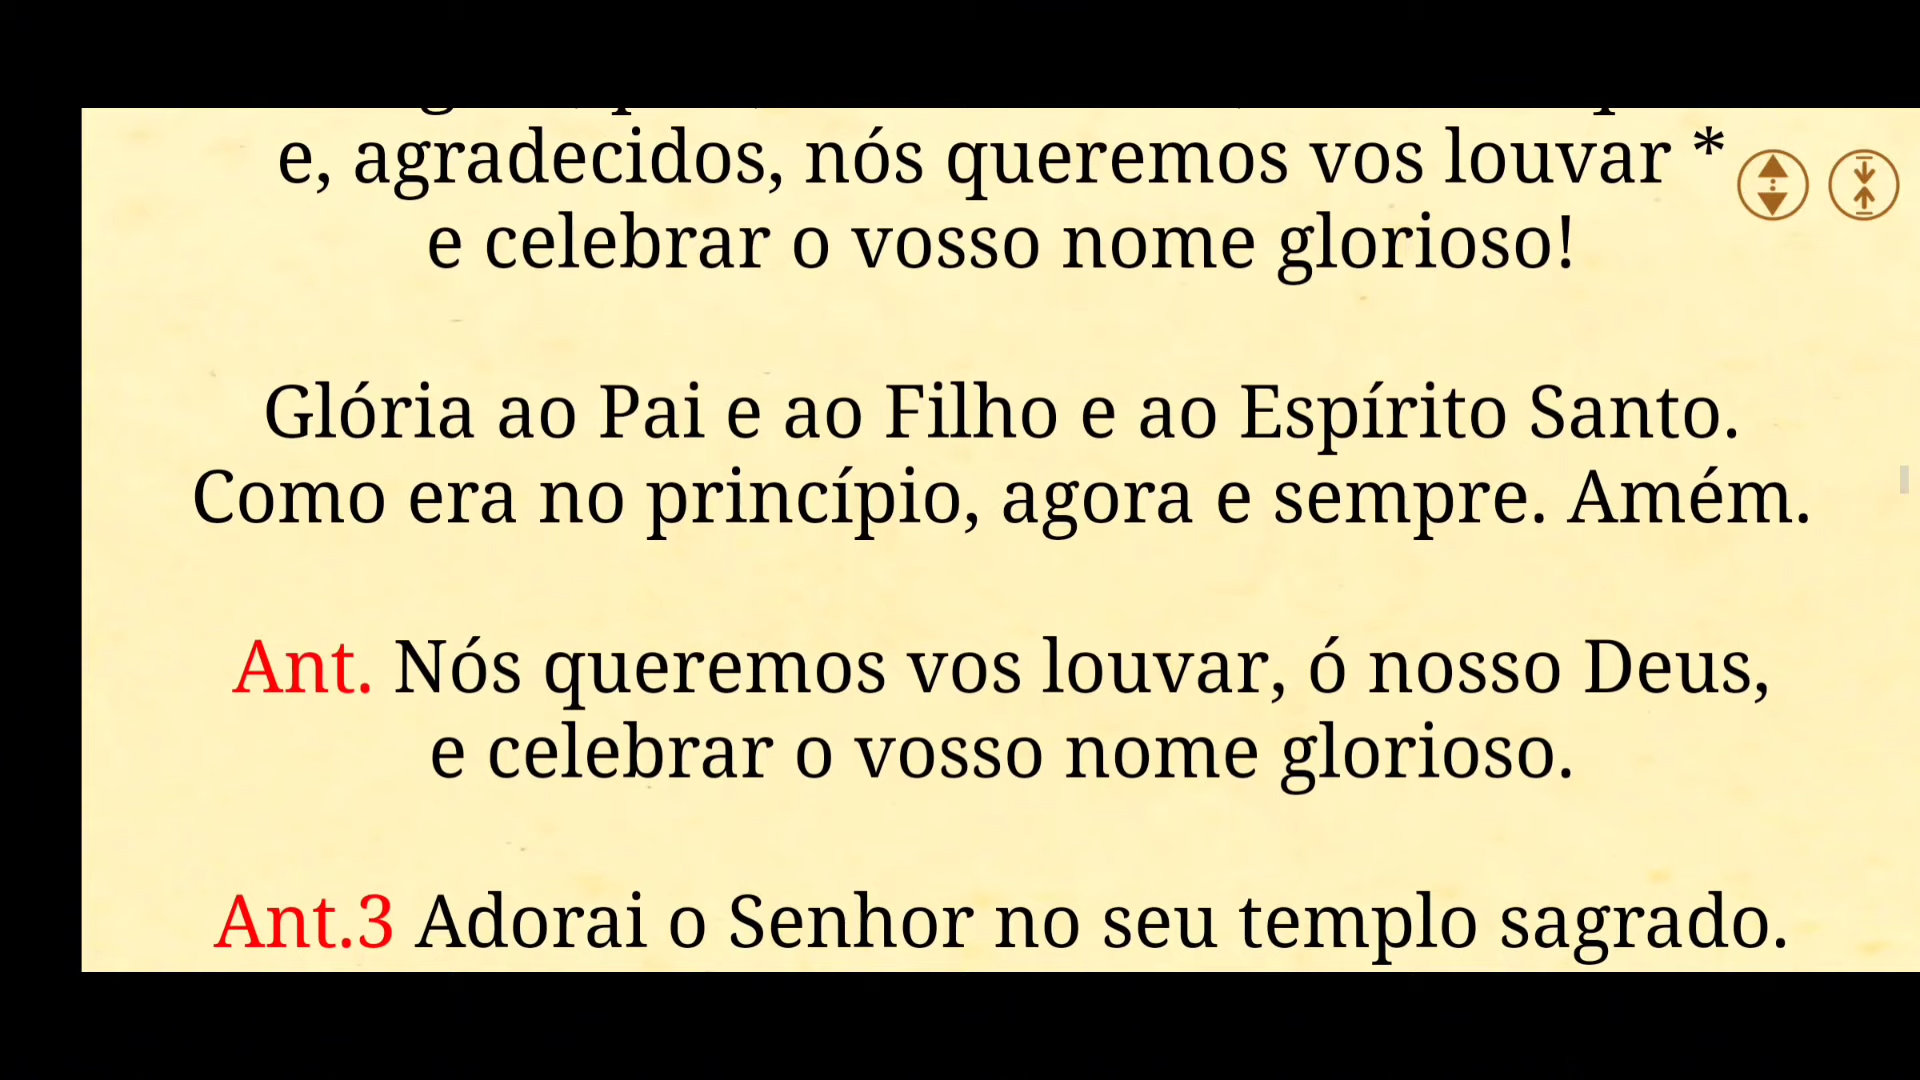 e, agradecidos, nós queremos vos louvar *
e celebrar o vosso nome glorioso!
Glória ao Pai e ao Filho e ao Espírito Santo.
Como era no princípio, agora e sempre. Amém.
Ant. Nós queremos vos louvar, ó nosso Deus,
e celebrar o vosso nome glorioso.
Ant.3 Adorai o Senhor no seu templo sagrado.